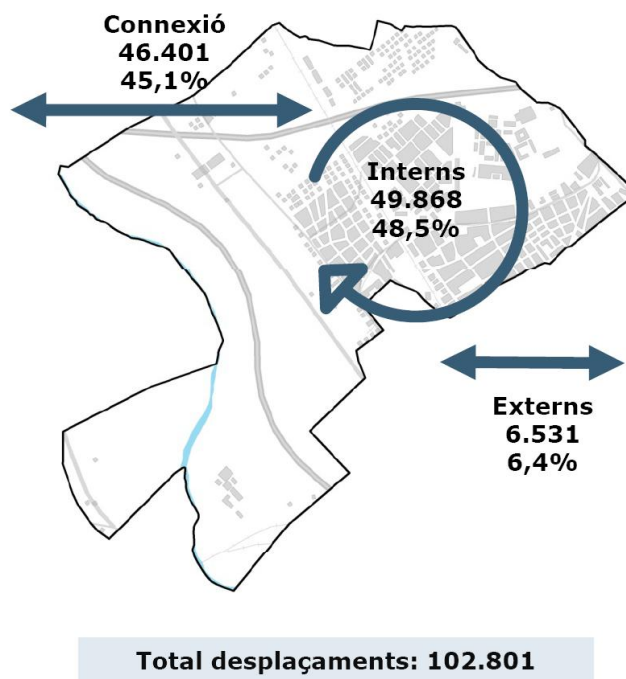 Connexió
46.401
45,1%
Interns
49.868
48,5%
Externs
6.531
6,4%
Total desplaçaments: 102.801